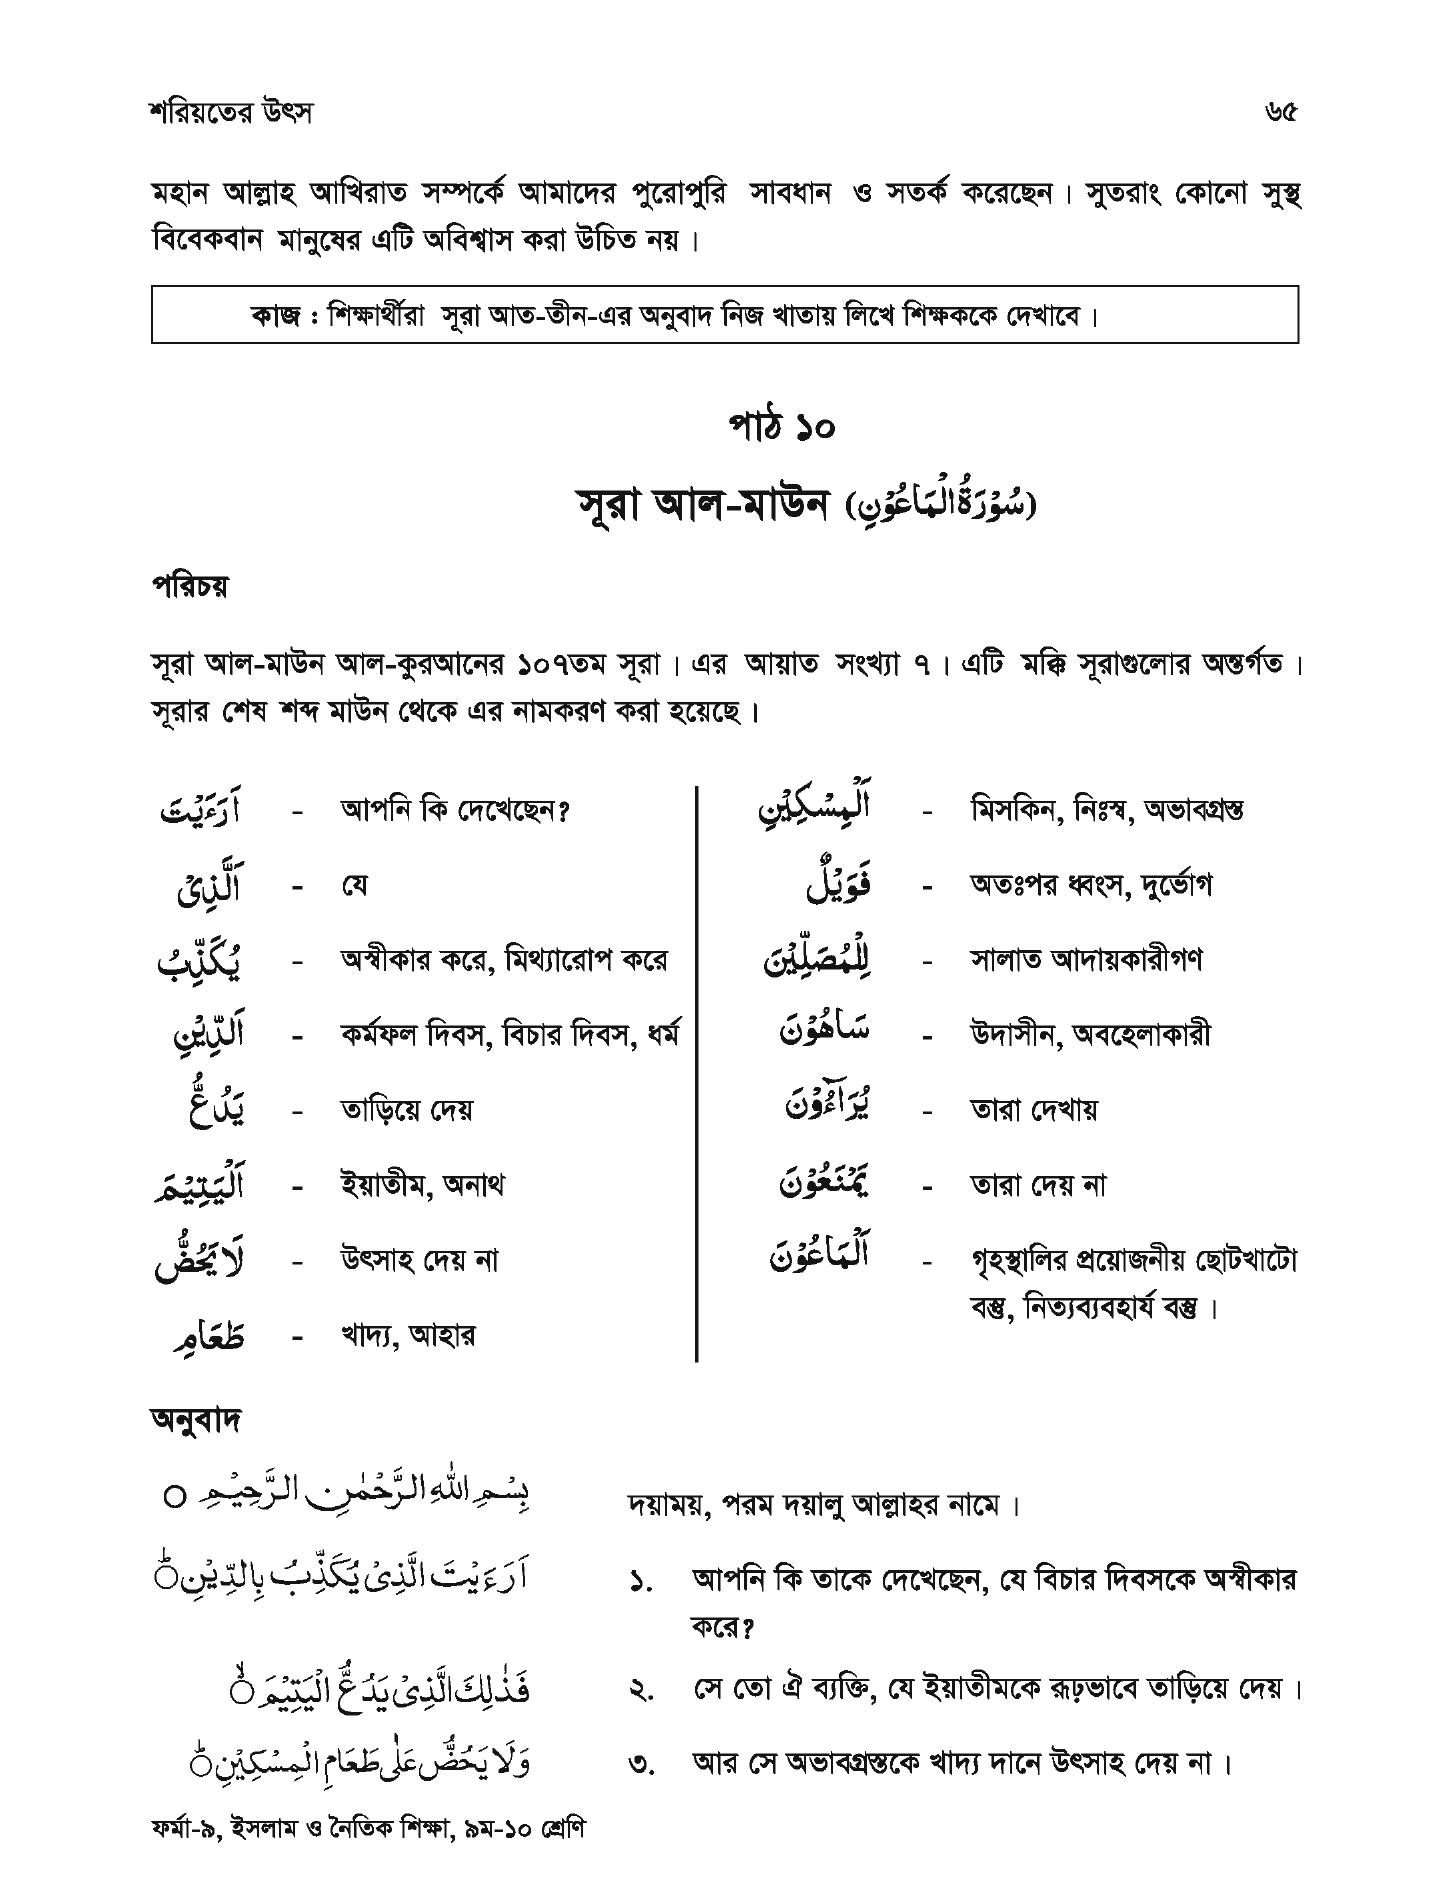 শরিয়তের উৎস ৬৫
মহান আল্লাহ আখিরাত সম্পর্কে আমাদের পুরোপুরি সাবধান ও সতর্ক করেছেন। সুতরাং কোনো সুস্থ
বিবেকবান মানুষের এটি অবিশ্বাস করা উচিত নয়।
কাজ : শিক্ষার্থীরা সূরা আত-তীন-এর অনুবাদ নিজ খাতায় লিখে শিক্ষককে দেখাবে।
পাঠ ১০
সূরা আল-মাউন (سُوْرَةُ الْمَاعُوْنِ)
পরিচয়
সূরা আল-মাউন আল-কুরআনের ১০৭তম সূরা। এর আয়াত সংখ্যা ৭। এটি মক্কি সূরাগুলোর অন্তর্গত।
সূরার শেষ শব্দ মাউন থেকে এর নামকরণ করা হয়েছে।
اَرَءَيْتَ - আপনি কি দেখেছেন?
اَلَّذِىْ - যে
يُكَذِّبُ - অস্বীকার করে, মিথ্যারোপ করে
اَلدِّيْنِ - কর্মফল দিবস, বিচার দিবস, ধর্ম
يَدُعُّ - তাড়িয়ে দেয়
اَلْيَتِيْمَ - ইয়াতীম, অনাথ
لَا يَحُضُّ - উৎসাহ দেয় না
طَعَامِ - খাদ্য, আহার
اَلْمِسْكِيْنِ - মিসকিন, নিঃস্ব, অভাবগ্রস্ত
فَوَيْلٌ - অতঃপর ধ্বংস, দুর্ভোগ
لِلْمُصَلِّيْنَ - সালাত আদায়কারীগণ
سَاهُوْنَ - উদাসীন, অবহেলাকারী
يُرَآءُوْنَ - তারা দেখায়
يَمْنَعُوْنَ - তারা দেয় না
اَلْمَاعُوْنَ - গৃহস্থালির প্রয়োজনীয় ছোটখাটো
বস্তু, নিত্যব্যবহার্য বস্তু।
অনুবাদ
بِسْمِ اللهِ الرَّحْمٰنِ الرَّحِيْمِ ○ দয়াময়, পরম দয়ালু আল্লাহর নামে।
اَرَءَيْتَ الَّذِىْ يُكَذِّبُ بِالدِّيْنِ ○ؕ ১. আপনি কি তাকে দেখেছেন, যে বিচার দিবসকে অস্বীকার
করে?
فَذٰلِكَ الَّذِىْ يَدُعُّ الْيَتِيْمَ ○ۙ ২. সে তো ঐ ব্যক্তি, যে ইয়াতীমকে রূঢ়ভাবে তাড়িয়ে দেয়।
وَلَا يَحُضُّ عَلٰى طَعَامِ الْمِسْكِيْنِ ○ؕ ৩. আর সে অভাবগ্রস্তকে খাদ্য দানে উৎসাহ দেয় না।
ফর্মা-৯, ইসলাম ও নৈতিক শিক্ষা, ৯ম-১০ শ্রেণি